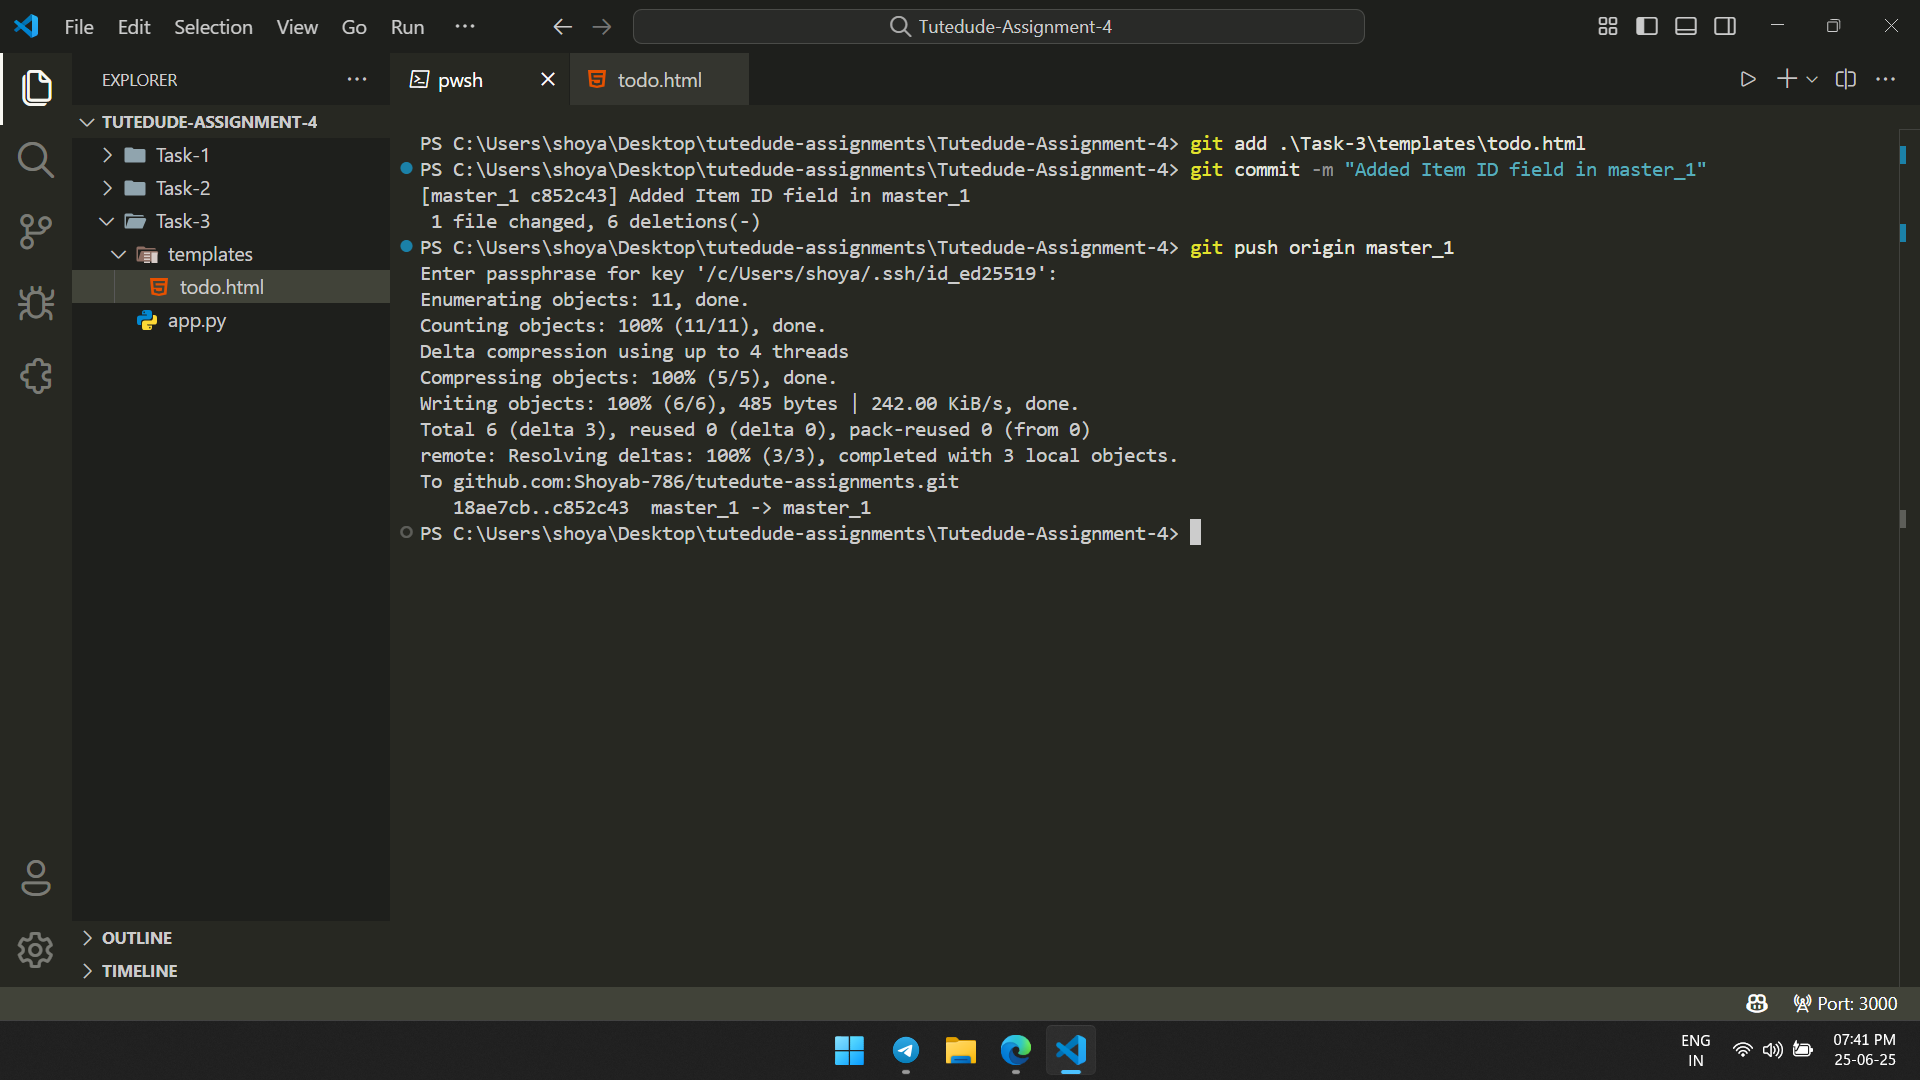 File Edit Selection View Go Run ···
Tutedude-Assignment-4
EXPLORER
pwsh
todo.html
TUTEDUDE-ASSIGNMENT-4
Task-1
Task-2
Task-3
templates
todo.html
app.py
PS C:\Users\shoya\Desktop\tutedude-assignments\Tutedude-Assignment-4> git add .\Task-3\templates\todo.html
PS C:\Users\shoya\Desktop\tutedude-assignments\Tutedude-Assignment-4> git commit -m "Added Item ID field in master_1"
[master_1 c852c43] Added Item ID field in master_1
1 file changed, 6 deletions(-)
PS C:\Users\shoya\Desktop\tutedude-assignments\Tutedude-Assignment-4> git push origin master_1
Enter passphrase for key '/c/Users/shoya/.ssh/id_ed25519':
Enumerating objects: 11, done.
Counting objects: 100% (11/11), done.
Delta compression using up to 4 threads
Compressing objects: 100% (5/5), done.
Writing objects: 100% (6/6), 485 bytes | 242.00 KiB/s, done.
Total 6 (delta 3), reused 0 (delta 0), pack-reused 0 (from 0)
remote: Resolving deltas: 100% (3/3), completed with 3 local objects.
To github.com:Shoyab-786/tutedute-assignments.git
18ae7cb..c852c43  master_1 -> master_1
PS C:\Users\shoya\Desktop\tutedude-assignments\Tutedude-Assignment-4>
OUTLINE
TIMELINE
Port: 3000
ENG
IN
07:41 PM
25-06-25